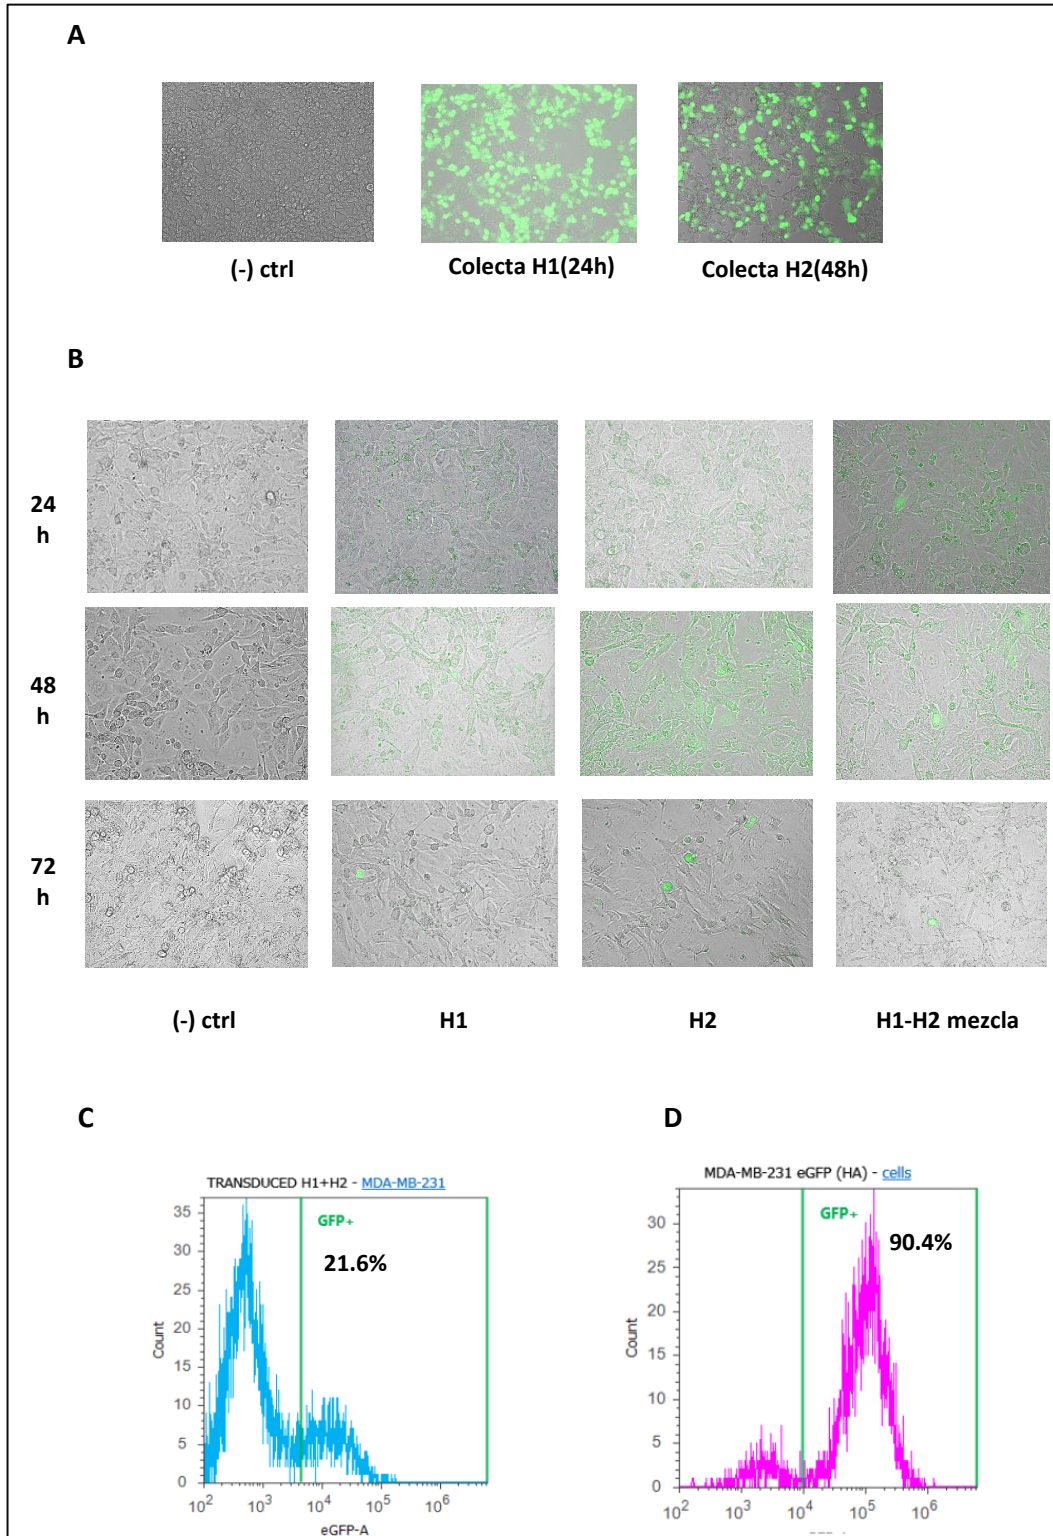 A
(-) ctrl
Colecta H1(24h)
Colecta H2(48h)
B
24
h
48
h
72
h
(-) ctrl
H1
H2
H1-H2 mezcla
C
D
TRANSDUCED H1+H2 - MDA-MB-231
GFP+
21.6%
35
30
25
20
15
10
5
0
Count
10² 10³ 10⁴ 10⁵ 10⁶
eGFP-A
MDA-MB-231 eGFP (HA) - cells
GFP+
90.4%
30
25
20
15
10
5
0
Count
10² 10³ 10⁴ 10⁵ 10⁶